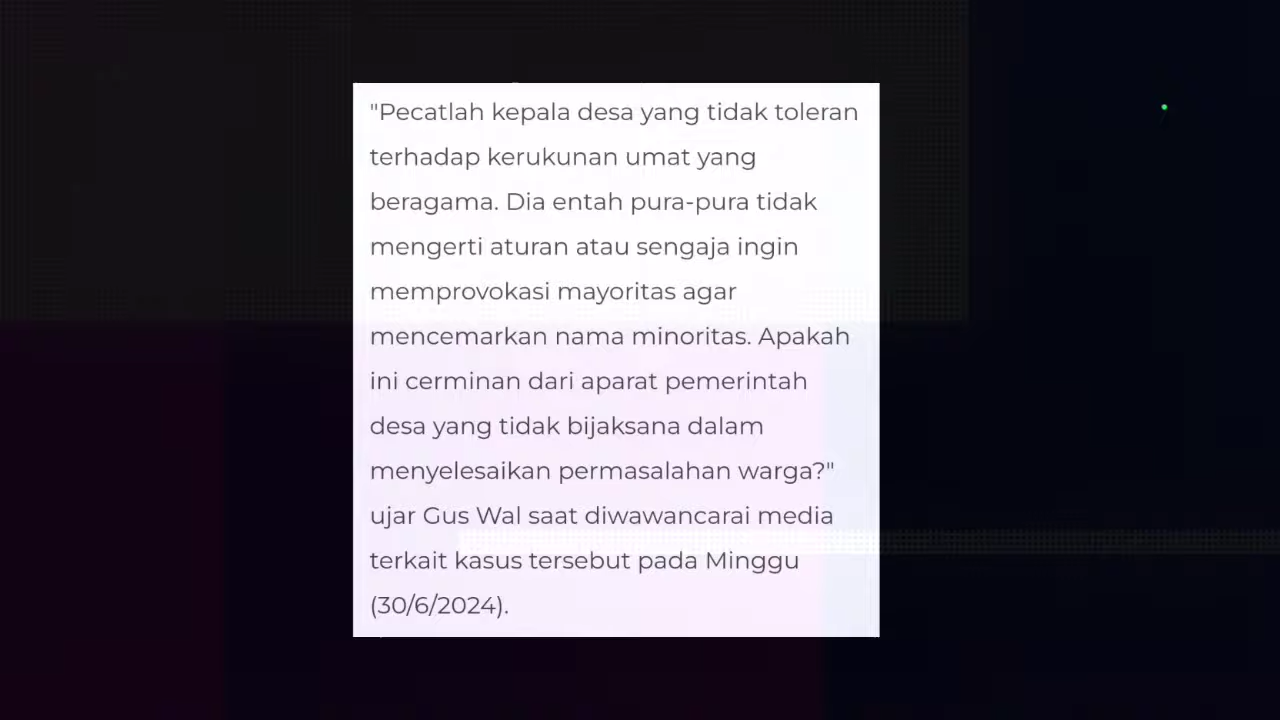 "Pecatlah kepala desa yang tidak toleran
terhadap kerukunan umat yang
beragama. Dia entah pura-pura tidak
mengerti aturan atau sengaja ingin
memprovokasi mayoritas agar
mencemarkan nama minoritas. Apakah
ini cerminan dari aparat pemerintah
desa yang tidak bijaksana dalam
menyelesaikan permasalahan warga?"
ujar Gus Wal saat diwawancarai media
terkait kasus tersebut pada Minggu
(30/6/2024).